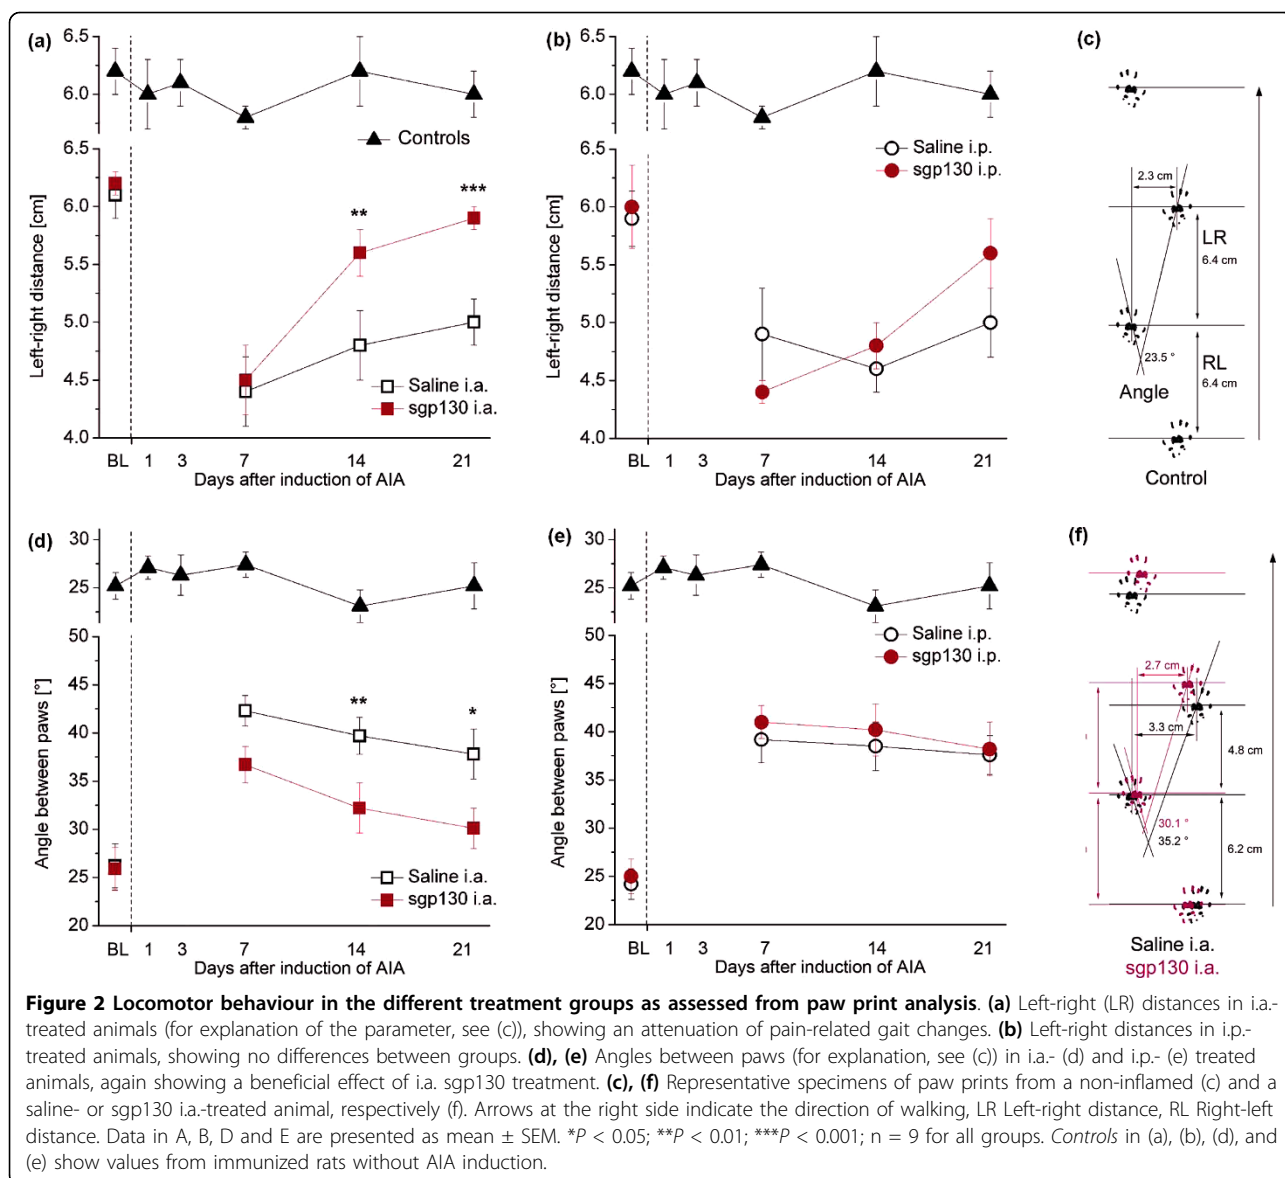 (a)
6.5
6.0
5.5
Controls
6.5
6.0
5.5
5.0
4.5
4.0
Left-right distance [cm]
**
***
Saline i.a.
sgp130 i.a.
BL 1 3 7 14 21
Days after induction of AIA
(b)
6.5
6.0
5.5
6.5
6.0
5.5
5.0
4.5
4.0
Left-right distance [cm]
Saline i.p.
sgp130 i.p.
BL 1 3 7 14 21
Days after induction of AIA
(c)
2.3 cm
LR
6.4 cm
23.5 °
RL
Angle
6.4 cm
Control
(d)
30
25
50
45
40
35
30
25
20
Angle between paws [°]
**
*
Saline i.a.
sgp130 i.a.
BL 1 3 7 14 21
Days after induction of AIA
(e)
30
25
50
45
40
35
30
25
20
Angle between paws [°]
Saline i.p.
sgp130 i.p.
BL 1 3 7 14 21
Days after induction of AIA
(f)
2.7 cm
3.3 cm
4.8 cm
30.1 °
35.2 °
6.2 cm
Saline i.a.
sgp130 i.a.
Figure 2 Locomotor behaviour in the different treatment groups as assessed from paw print analysis. (a) Left-right (LR) distances in i.a.-
treated animals (for explanation of the parameter, see (c)), showing an attenuation of pain-related gait changes. (b) Left-right distances in i.p.-
treated animals, showing no differences between groups. (d), (e) Angles between paws (for explanation, see (c)) in i.a.- (d) and i.p.- (e) treated
animals, again showing a beneficial effect of i.a. sgp130 treatment. (c), (f) Representative specimens of paw prints from a non-inflamed (c) and a
saline- or sgp130 i.a.-treated animal, respectively (f). Arrows at the right side indicate the direction of walking, LR Left-right distance, RL Right-left
distance. Data in A, B, D and E are presented as mean ± SEM. *P < 0.05; **P < 0.01; ***P < 0.001; n = 9 for all groups. Controls in (a), (b), (d), and
(e) show values from immunized rats without AIA induction.